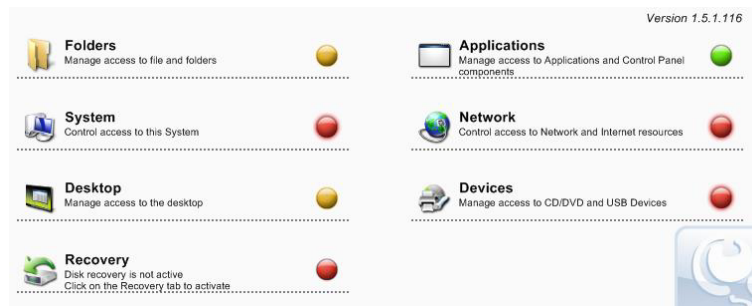 Version 1.5.1.116
Folders
Manage access to file and folders
Applications
Manage access to Applications and Control Panel
components
System
Control access to this System
Network
Control access to Network and Internet resources
Desktop
Manage access to the desktop
Devices
Manage access to CD/DVD and USB Devices
Recovery
Disk recovery is not active
Click on the Recovery tab to activate